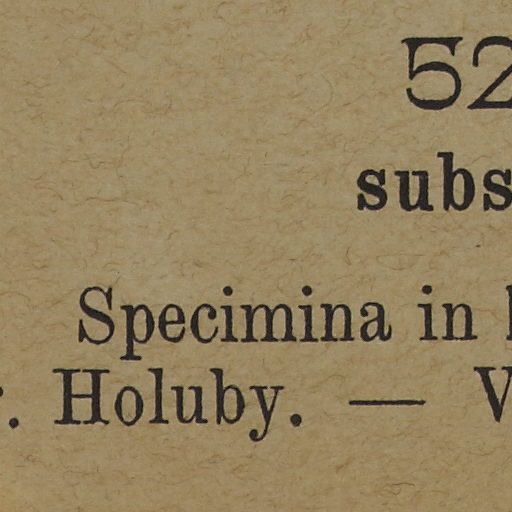 52
subs
Specimina in
. Holuby. — V